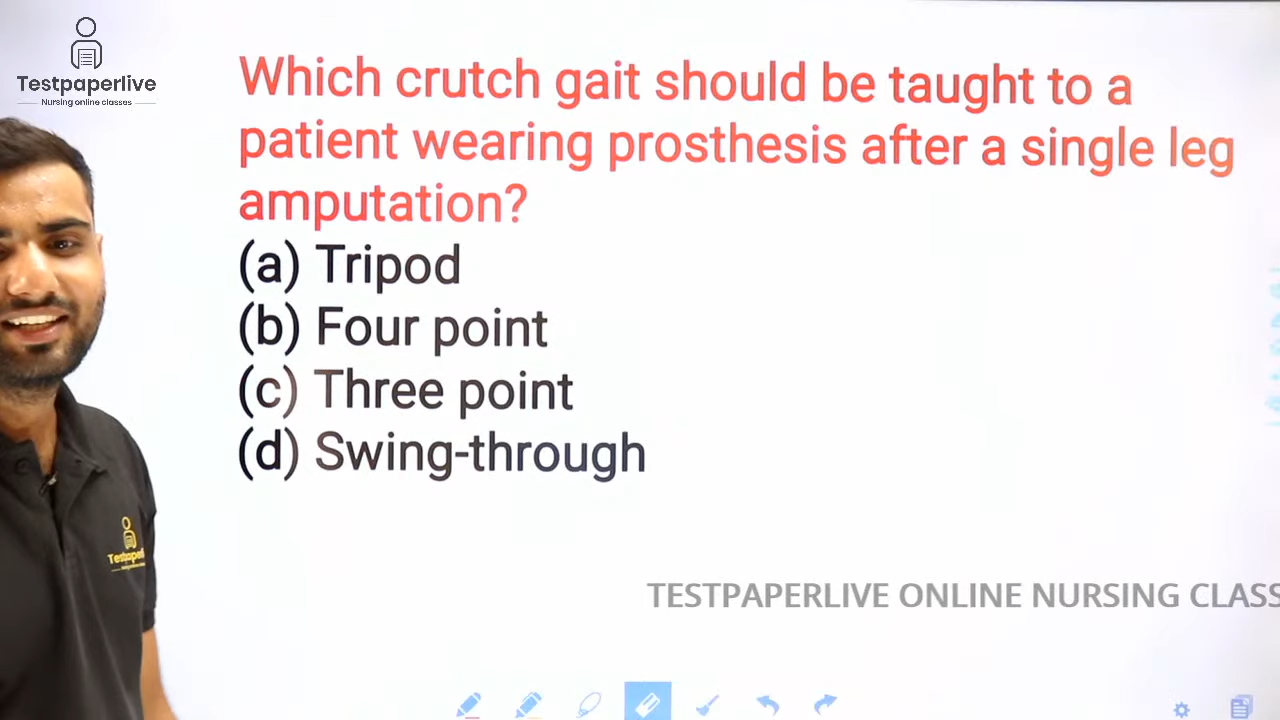 Testpaperlive
Nursing online classes
Which crutch gait should be taught to a
patient wearing prosthesis after a single leg
amputation?
(a) Tripod
(b) Four point
(c) Three point
(d) Swing-through
TESTPAPERLIVE ONLINE NURSING CLASS